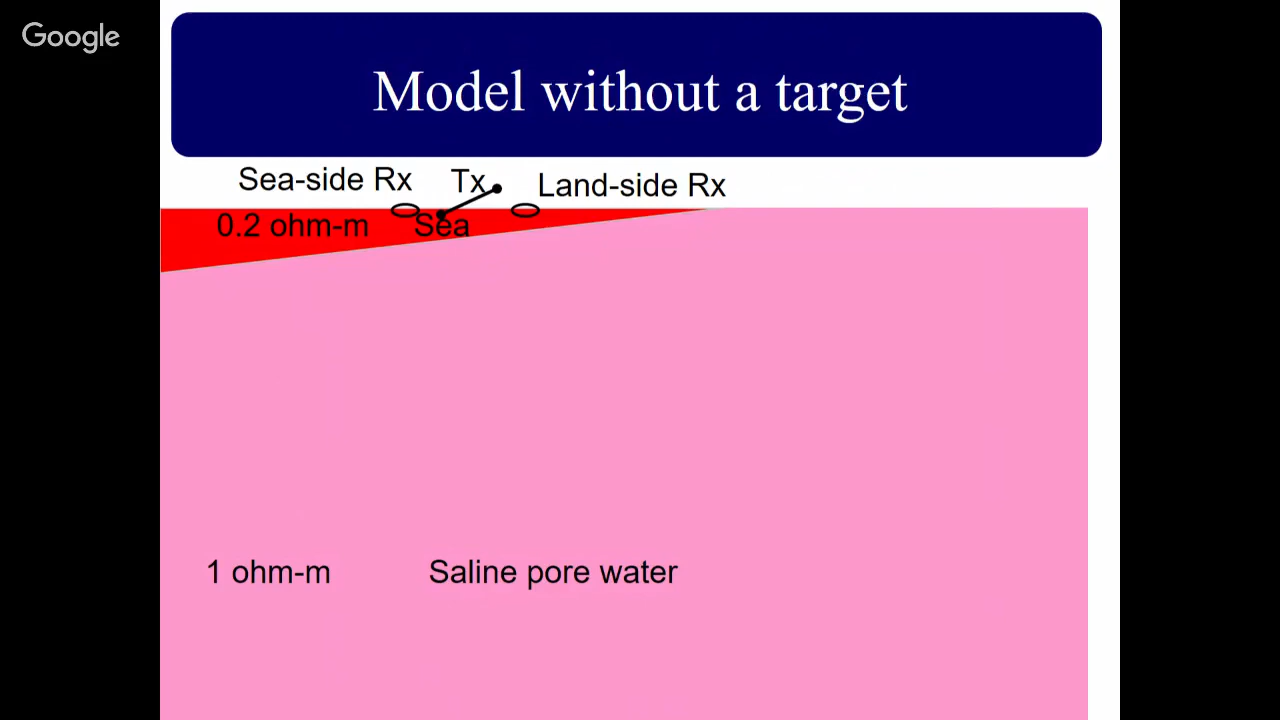 Google
Model without a target
Sea-side Rx Tx Land-side Rx
0.2 ohm-m Sea
1 ohm-m Saline pore water